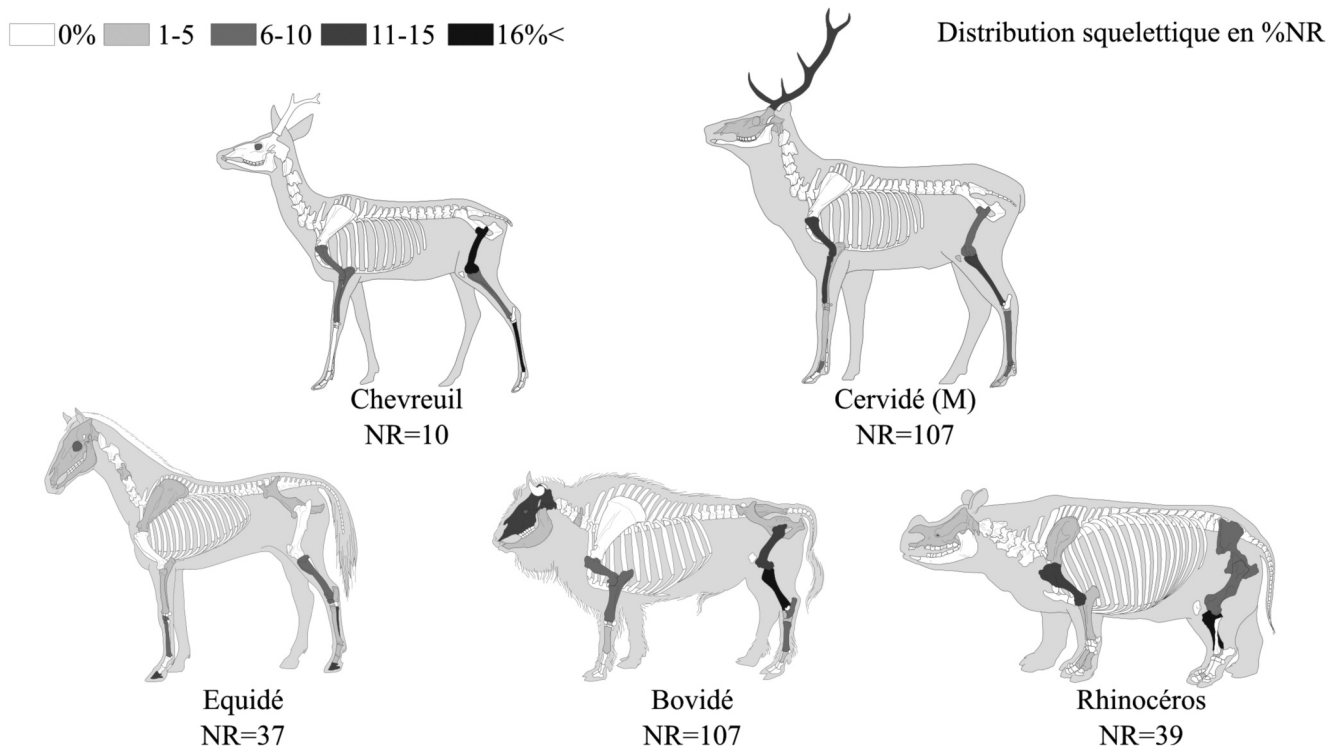 0% 1-5 6-10 11-15 16%< Distribution squelettique en %NR
Chevreuil
NR=10
Cervidé (M)
NR=107
Equidé
NR=37
Bovidé
NR=107
Rhinocéros
NR=39